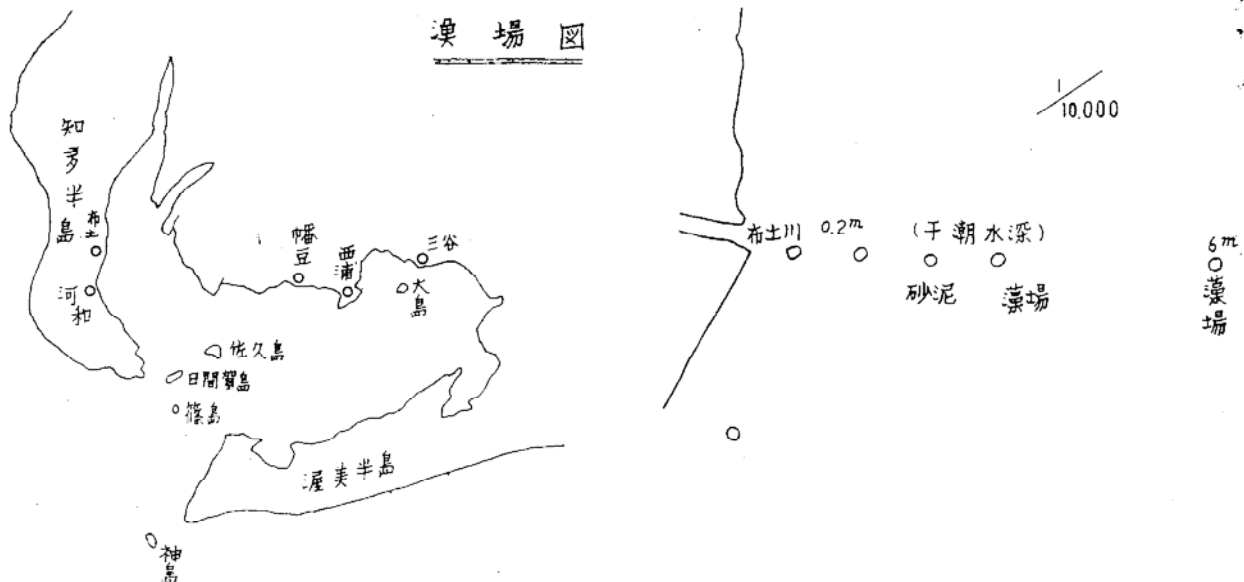 漁場図
知多半島
布土
河和
幡豆
西浦
三谷
大島
佐久島
日間賀島
篠島
渥美半島
神島
1/10.000
布土川
0.2m
(干潮水深)
砂泥
藻場
6m
藻場